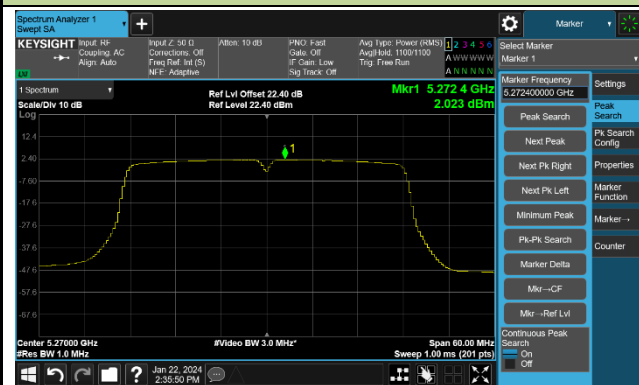 Spectrum Analyzer 1
Swept SA
+
Marker
KEYSIGHT
Input: RF
Coupling: AC
Align: Auto
Input Z: 50 Ω
Corrections: Off
Freq Ref: Int (S)
NFE: Adaptive
Atten: 10 dB
PNO: Fast
Gate: Off
IF Gain: Low
Sig Track: Off
Avg Type: Power (RMS)
Avg|Hold: 1100/1100
Trig: Free Run
1 2 3 4 5 6
A W W W W W
A N N N N N
Select Marker
Marker 1
LXI
1 Spectrum
Scale/Div 10 dB
Log
Ref Lvl Offset 22.40 dB
Ref Level 22.40 dBm
Mkr1 5.272 4 GHz
2.023 dBm
12.4
2.40
-7.60
-17.6
-27.6
-37.6
-47.6
-57.6
-67.6
1
Center 5.27000 GHz
#Res BW 1.0 MHz
#Video BW 3.0 MHz*
Span 60.00 MHz
Sweep 1.00 ms (201 pts)
Marker Frequency
5.272400000 GHz
Peak Search
Next Peak
Next Pk Right
Next Pk Left
Minimum Peak
Pk-Pk Search
Marker Delta
Mkr→CF
Mkr→Ref Lvl
Continuous Peak
Search
On
Off
Settings
Peak
Search
Pk Search
Config
Properties
Marker
Function
Marker→
Counter
?
Jan 22, 2024
2:35:50 PM